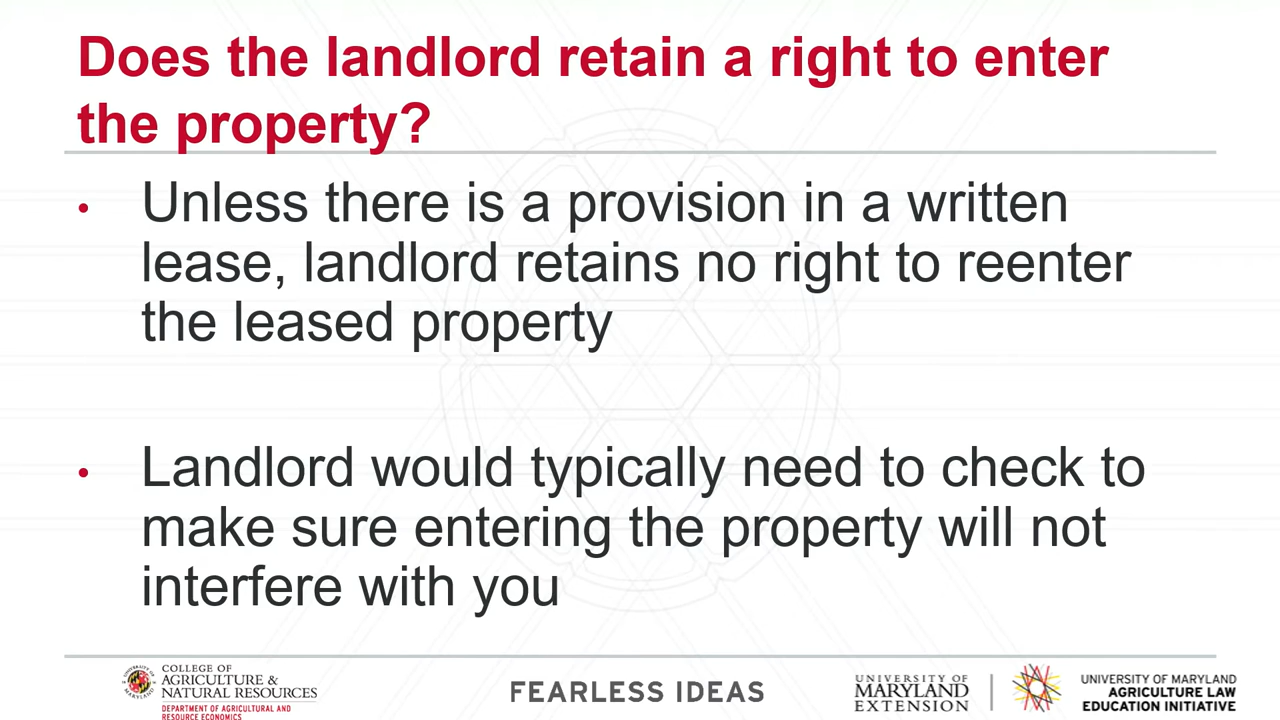 Does the landlord retain a right to enter
the property?
• Unless there is a provision in a written
lease, landlord retains no right to reenter
the leased property
• Landlord would typically need to check to
make sure entering the property will not
interfere with you
COLLEGE OF
AGRICULTURE &
NATURAL RESOURCES
DEPARTMENT OF AGRICULTURAL AND
RESOURCE ECONOMICS
FEARLESS IDEAS
UNIVERSITY OF
MARYLAND
EXTENSION
UNIVERSITY OF MARYLAND
AGRICULTURE LAW
EDUCATION INITIATIVE